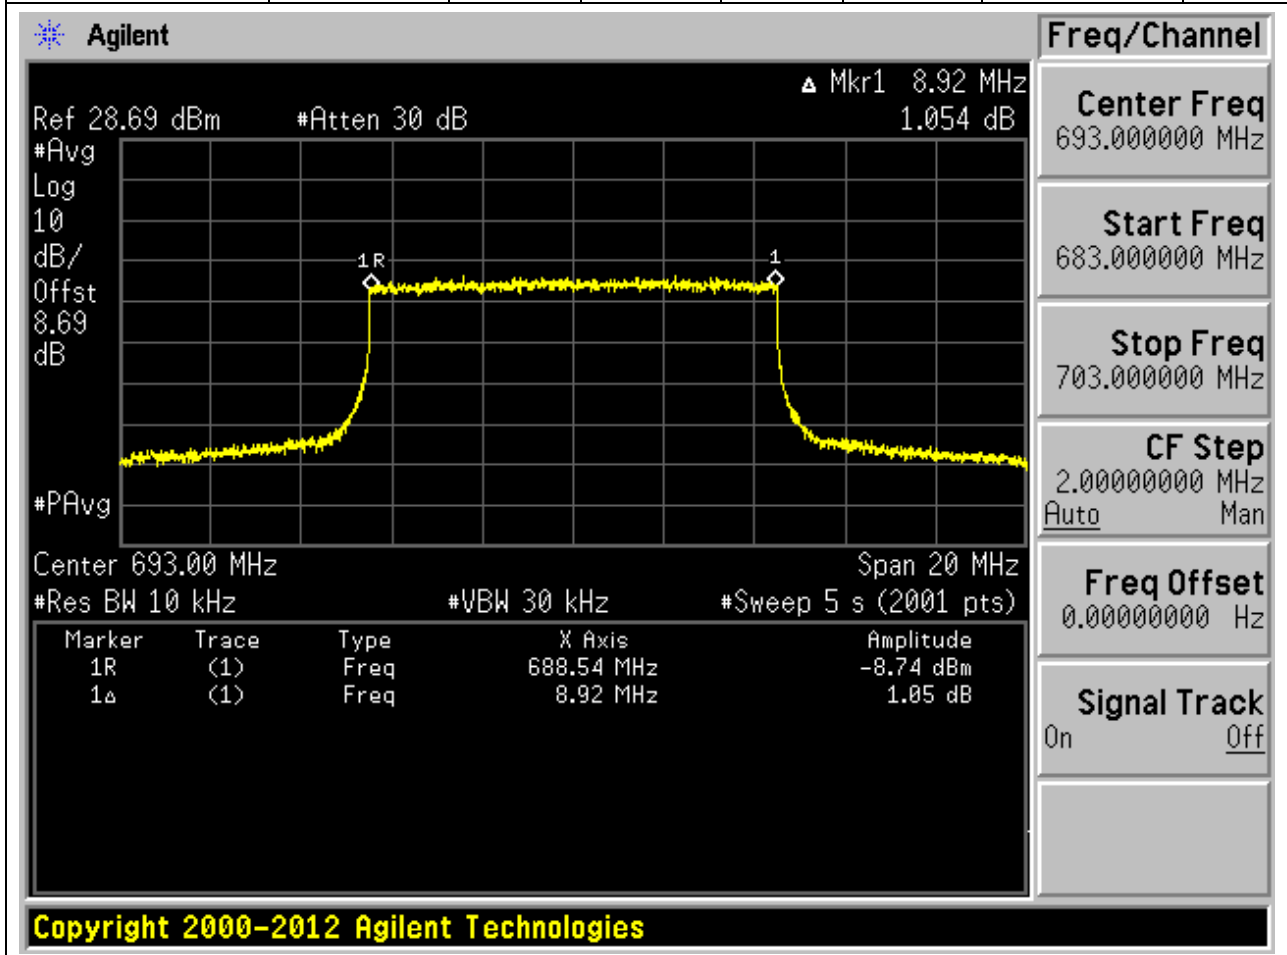 Agilent
Freq/Channel
▵ Mkr1 8.92 MHz
Ref 28.69 dBm #Atten 30 dB 1.054 dB
#Avg
Log
10
dB/
Offst
8.69
dB
1R
1
#PAvg
Center 693.00 MHz Span 20 MHz
#Res BW 10 kHz #VBW 30 kHz #Sweep 5 s (2001 pts)
Marker Trace Type X Axis Amplitude
1R (1) Freq 688.54 MHz -8.74 dBm
1▵ (1) Freq 8.92 MHz 1.05 dB
Center Freq
693.000000 MHz
Start Freq
683.000000 MHz
Stop Freq
703.000000 MHz
CF Step
2.00000000 MHz
Auto Man
Freq Offset
0.00000000 Hz
Signal Track
On Off
Copyright 2000-2012 Agilent Technologies